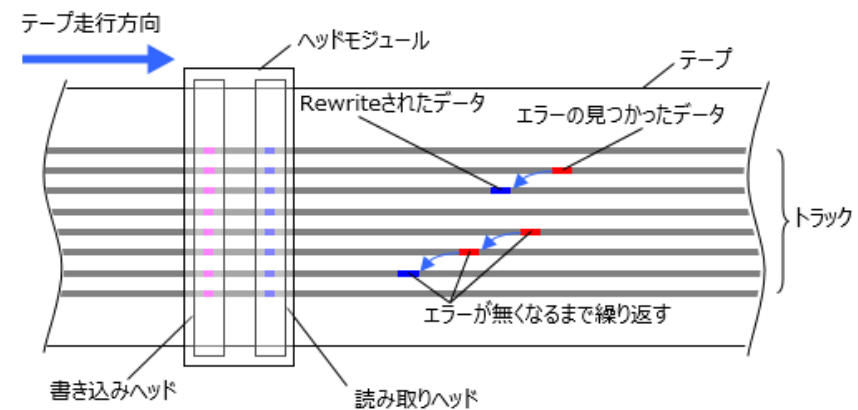 テープ走行方向
ヘッドモジュール
テープ
Rewriteされたデータ
エラーの見つかったデータ
トラック
エラーが無くなるまで繰り返す
書き込みヘッド
読み取りヘッド